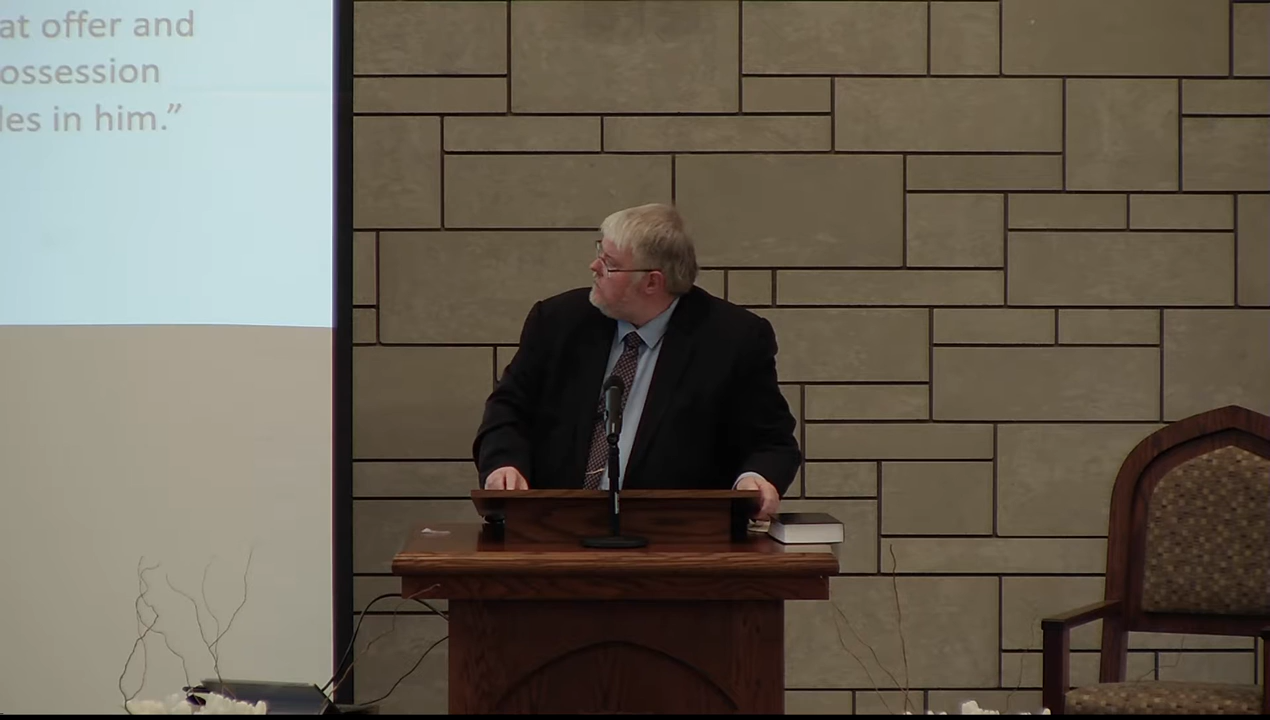 at offer and
ossession
les in him.”